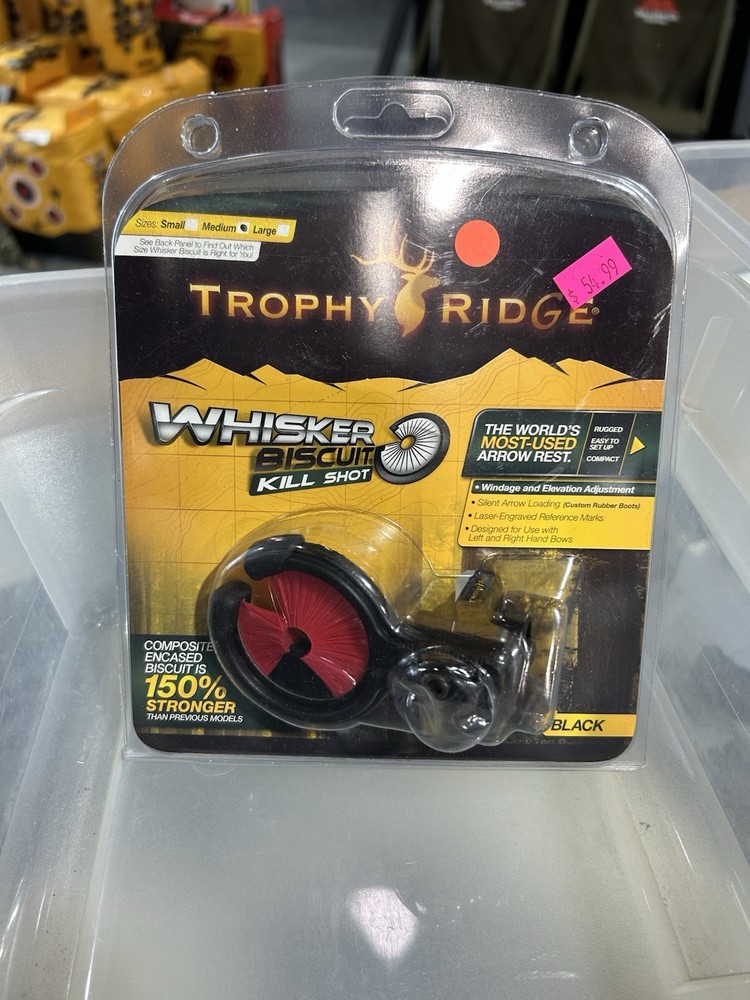 Sizes: Small Medium Large
See Back Panel to Find Out Which
Size Whisker Biscuit is Right for You!
$ 54.99
TROPHY RIDGE®
WHISKER
BISCUIT
KILL SHOT
THE WORLD'S
MOST-USED
ARROW REST.
RUGGED
EASY TO
SET UP
COMPACT
• Windage and Elevation Adjustment
• Silent Arrow Loading (Custom Rubber Boots)
• Laser-Engraved Reference Marks
• Designed for Use with
Left and Right Hand Bows
COMPOSITE
ENCASED
BISCUIT IS
150%
STRONGER
THAN PREVIOUS MODELS
BLACK